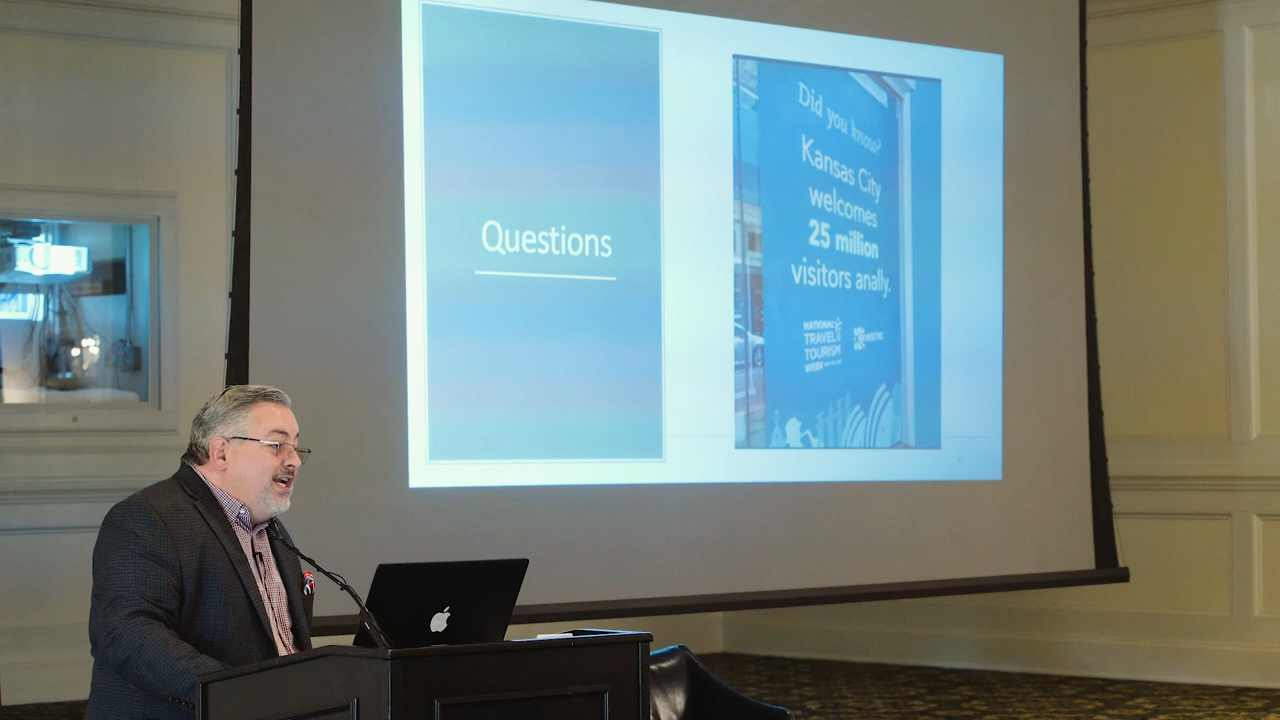 Questions
Did you know?
Kansas City
welcomes
25 million
visitors anally.
NATIONAL
TRAVEL
TOURISM
WEEK